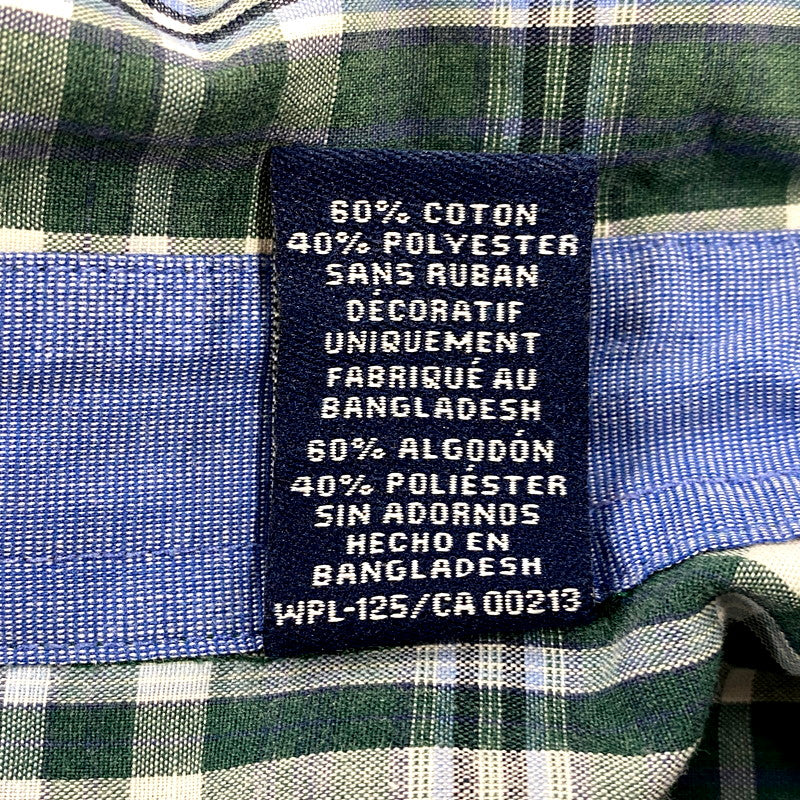 60% COTON
40% POLYESTER
SANS RUBAN
DÉCORATIF
UNIQUEMENT
FABRIQUÉ AU
BANGLADESH
60% ALGODÓN
40% POLIÉSTER
SIN ADORNOS
HECHO EN
BANGLADESH
WPL-125/CA 00213